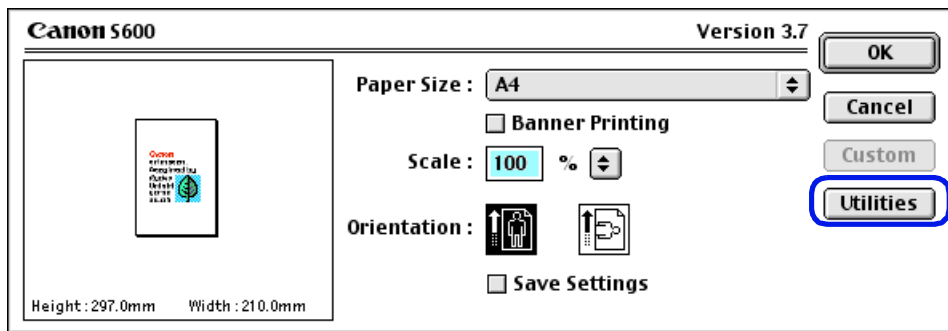 Canon S600
Version 3.7
OK
Paper Size : A4
Cancel
Banner Printing
Custom
Scale : 100 %
Utilities
Orientation :
Save Settings
Canon
Height : 297.0mm Width : 210.0mm